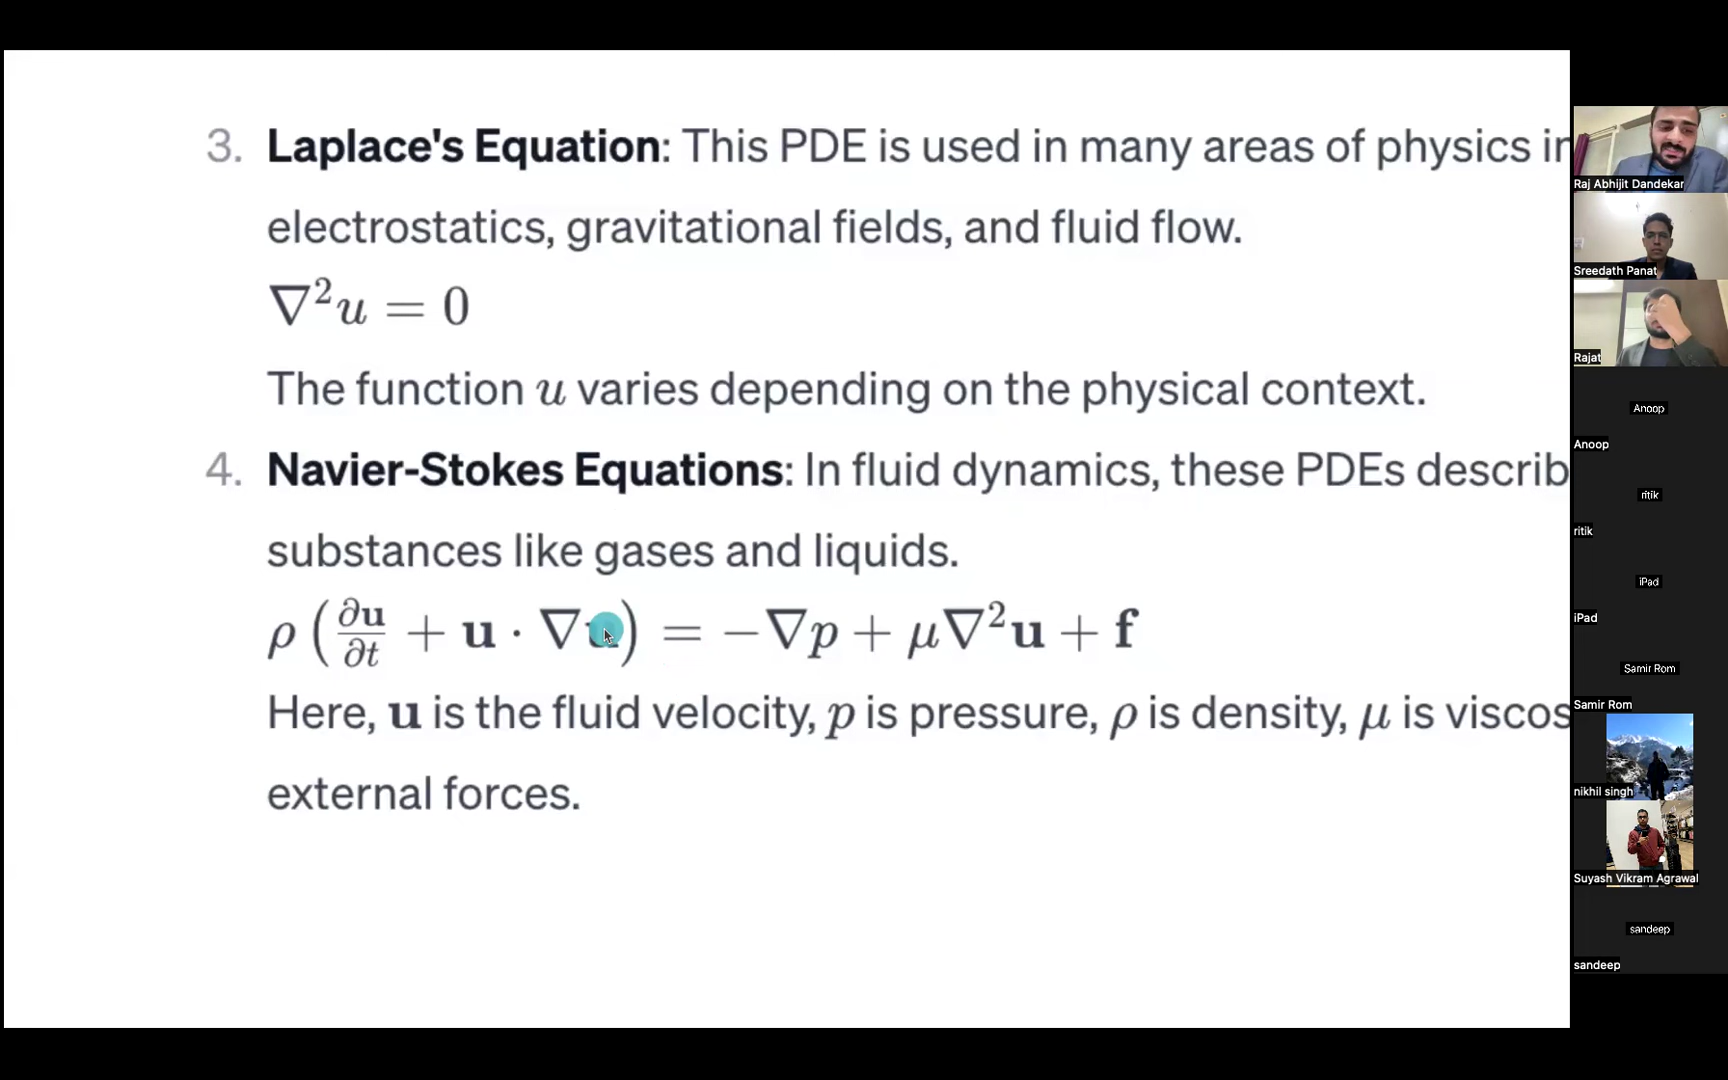 3. Laplace's Equation: This PDE is used in many areas of physics in
electrostatics, gravitational fields, and fluid flow.
∇²u = 0
The function u varies depending on the physical context.
4. Navier-Stokes Equations: In fluid dynamics, these PDEs describ
substances like gases and liquids.
ρ(∂u/∂t + u · ∇u) = −∇p + μ∇²u + f
Here, u is the fluid velocity, p is pressure, ρ is density, μ is viscos
external forces.
Raj Abhijit Dandekar
Sreedath Panat
Rajat
Anoop
Anoop
ritik
ritik
iPad
iPad
Samir Rom
Samir Rom
nikhil singh
Suyash Vikram Agrawal
sandeep
sandeep